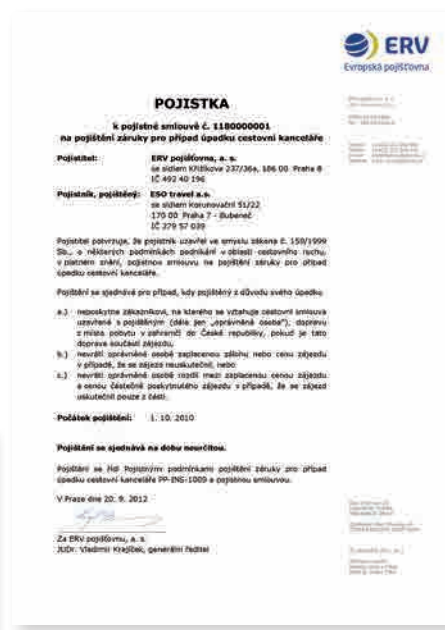 ERV
Evropská pojišťovna
POJISTKA
k pojistné smlouvě č. 1180000001
na pojištění záruky pro případ úpadku cestovní kanceláře
Pojistitel: ERV pojišťovna, a. s.
se sídlem Křižíkova 237/36a, 186 00 Praha 8
IČ 492 40 196
Pojistník, pojištěný: ESO travel a.s.
se sídlem Korunovační 51/22
170 00 Praha 7 - Bubeneč
IČ 279 57 039
Pojistitel potvrzuje, že pojistník uzavřel ve smyslu zákona č. 159/1999
Sb., o některých podmínkách podnikání v oblasti cestovního ruchu,
v platném znění, pojistnou smlouvu na pojištění záruky pro případ
úpadku cestovní kanceláře.
Pojištění se sjednává pro případ, kdy pojištěný z důvodu svého úpadku
a.) neposkytne zákazníkovi, na kterého se vztahuje cestovní smlouva
uzavřená s pojištěným (dále jen „oprávněná osoba“), dopravu
z místa pobytu v zahraničí do České republiky, pokud je tato
doprava součástí zájezdu,
b.) nevrátí oprávněné osobě zaplacenou zálohu nebo cenu zájezdu
v případě, že se zájezd neuskuteční, nebo
c.) nevrátí oprávněné osobě rozdíl mezi zaplacenou cenou zájezdu
a cenou částečně poskytnutého zájezdu v případě, že se zájezd
uskutečnil pouze z části.
Počátek pojištění: 1. 10. 2010
Pojištění se sjednává na dobu neurčitou.
Pojištění se řídí Pojistnými podmínkami pojištění záruky pro případ
úpadku cestovní kanceláře PP-INS-1009 a pojistnou smlouvou.
V Praze dne 20. 9. 2012
Za ERV pojišťovnu, a. s.
JUDr. Vladimír Krajíček, generální ředitel